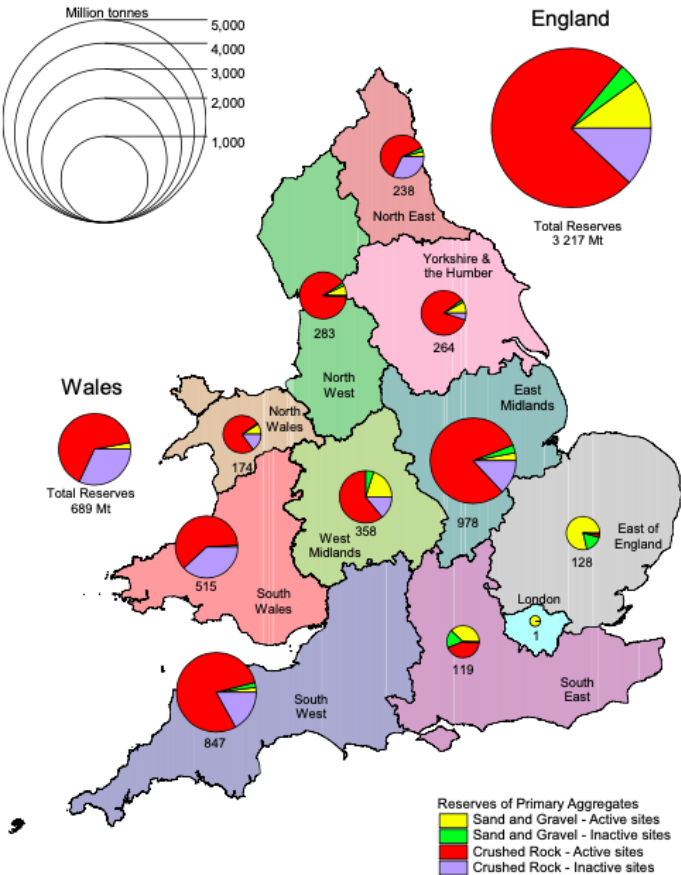 Million tonnes
5,000
4,000
3,000
2,000
1,000
England
Total Reserves
3 217 Mt
238
North East
Yorkshire &
the Humber
264
283
North
West
East
Midlands
978
Wales
Total Reserves
689 Mt
North
Wales
174
358
West
Midlands
515
South
Wales
East of
England
128
London
1
119
South
East
South
West
847
Reserves of Primary Aggregates
Sand and Gravel - Active sites
Sand and Gravel - Inactive sites
Crushed Rock - Active sites
Crushed Rock - Inactive sites